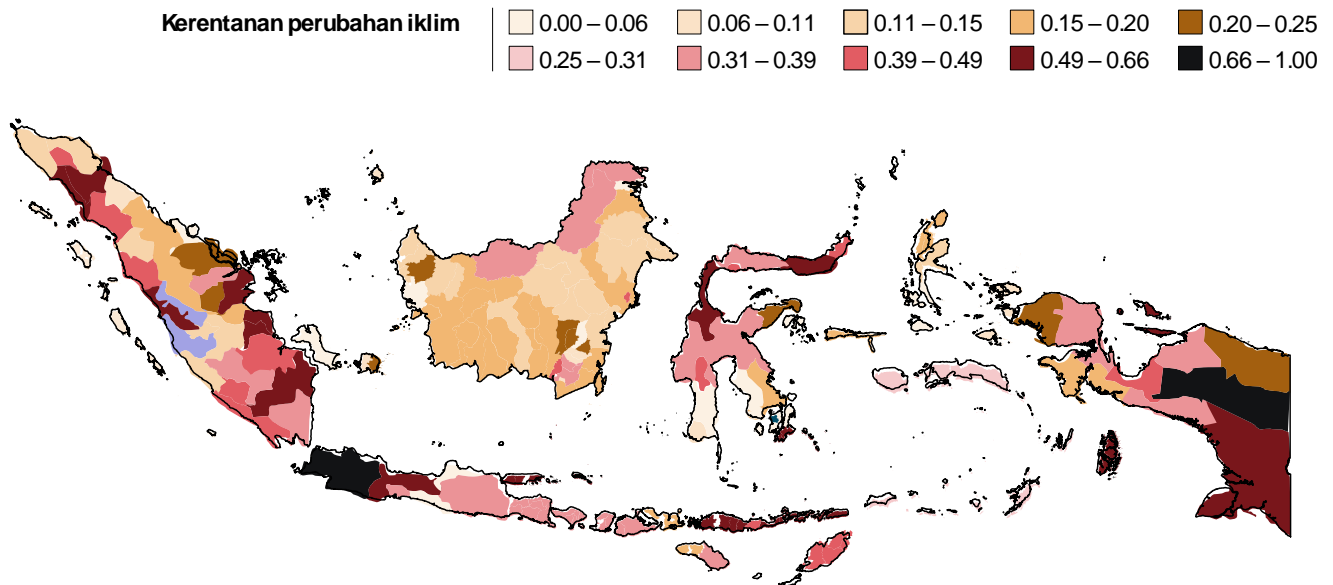 Kerentanan perubahan iklim
0.00 – 0.06 0.06 – 0.11 0.11 – 0.15 0.15 – 0.20 0.20 – 0.25
0.25 – 0.31 0.31 – 0.39 0.39 – 0.49 0.49 – 0.66 0.66 – 1.00